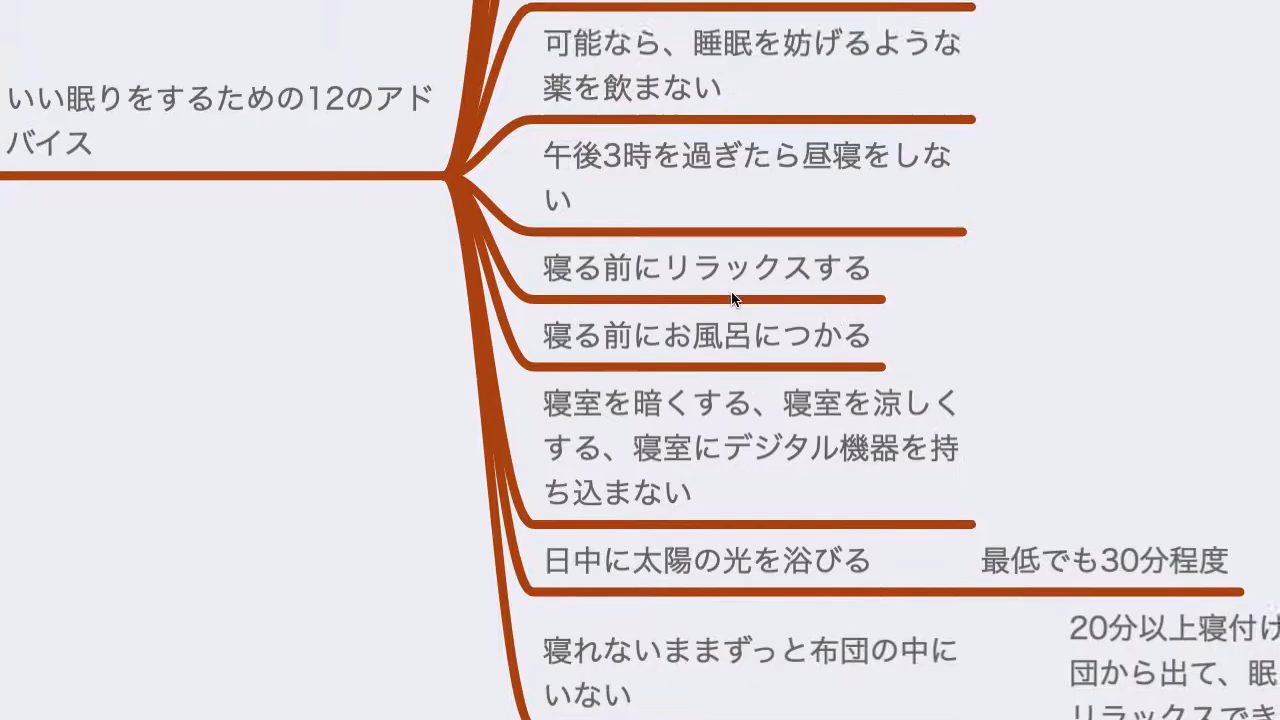 いい眠りをするための12のアド
バイス
可能なら、睡眠を妨げるような
薬を飲まない
午後3時を過ぎたら昼寝をしな
い
寝る前にリラックスする
寝る前にお風呂につかる
寝室を暗くする、寝室を涼しく
する、寝室にデジタル機器を持
ち込まない
日中に太陽の光を浴びる
最低でも30分程度
寝れないままずっと布団の中に
いない
20分以上寝付け
団から出て、眠
リラックスでき